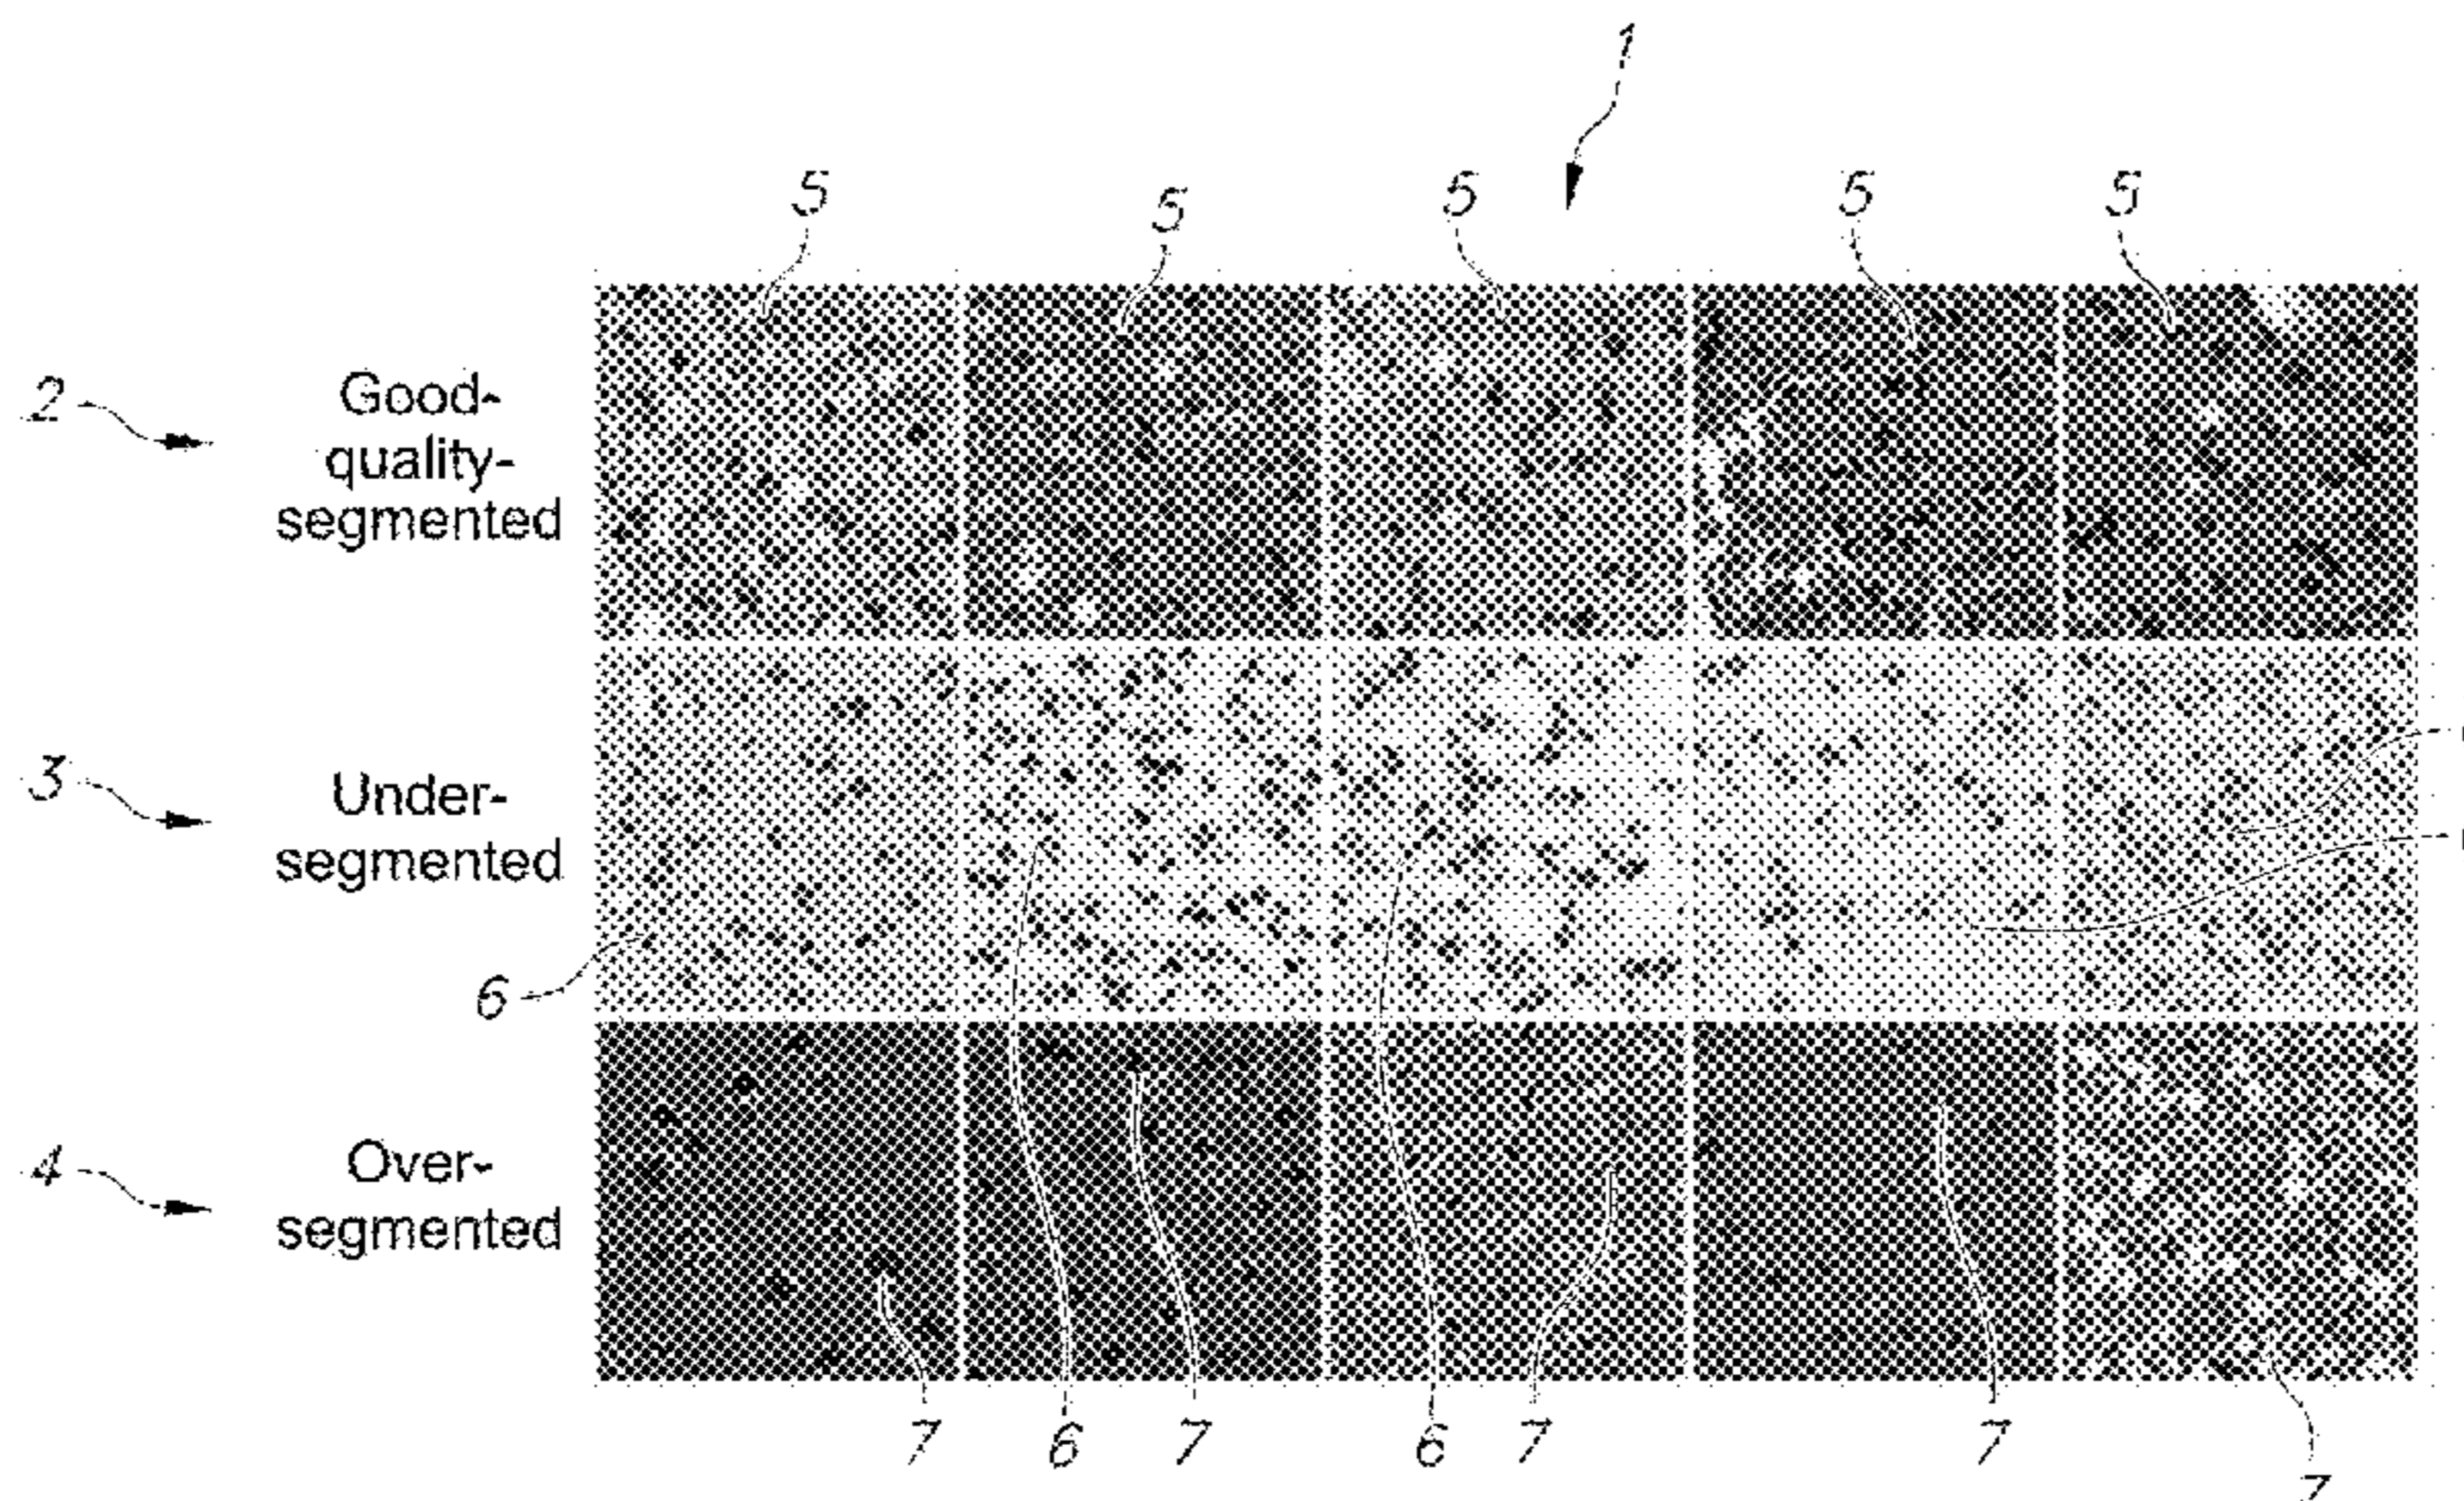 1
5 5 5 5 5
2 Good-
quality-
segmented
3 Under-
segmented
6
4 Over-
segmented
7 6 7 6 7 7 7